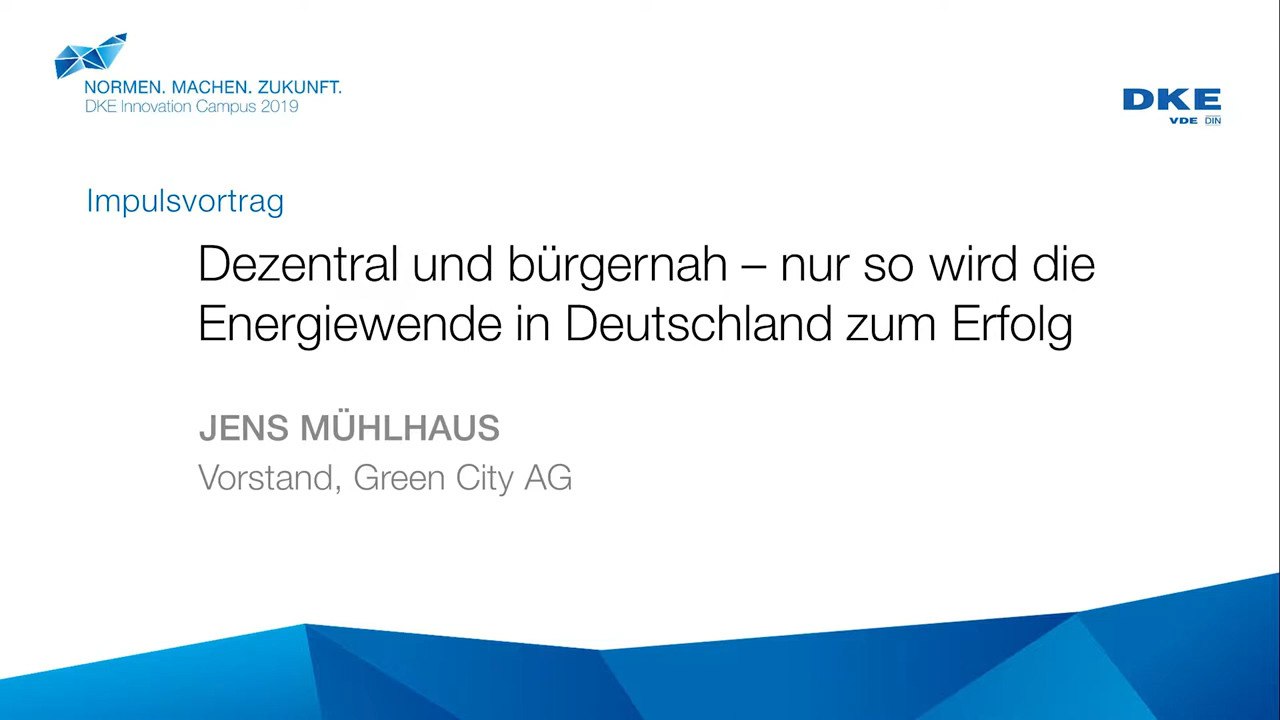 NORMEN. MACHEN. ZUKUNFT.
DKE Innovation Campus 2019
DKE
VDE DIN
Impulsvortrag
Dezentral und bürgernah – nur so wird die
Energiewende in Deutschland zum Erfolg
JENS MÜHLHAUS
Vorstand, Green City AG